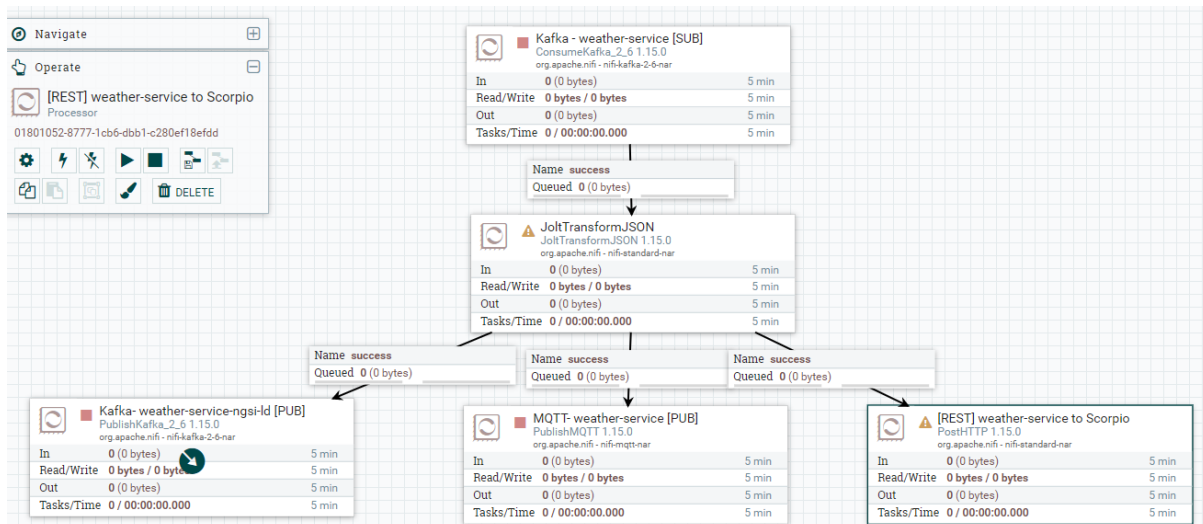 Navigate
Operate
[REST] weather-service to Scorpio
Processor
01801052-8777-1cb6-dbb1-c280ef18efdd
DELETE
Kafka - weather-service [SUB]
ConsumeKafka_2_6 1.15.0
org.apache.nifi - nifi-kafka-2-6-nar
In 0 (0 bytes) 5 min
Read/Write 0 bytes / 0 bytes 5 min
Out 0 (0 bytes) 5 min
Tasks/Time 0 / 00:00:00.000 5 min
Name success
Queued 0 (0 bytes)
JoltTransformJSON
JoltTransformJSON 1.15.0
org.apache.nifi - nifi-standard-nar
In 0 (0 bytes) 5 min
Read/Write 0 bytes / 0 bytes 5 min
Out 0 (0 bytes) 5 min
Tasks/Time 0 / 00:00:00.000 5 min
Name success
Queued 0 (0 bytes)
Name success
Queued 0 (0 bytes)
Name success
Queued 0 (0 bytes)
Kafka- weather-service-ngsi-ld [PUB]
PublishKafka_2_6 1.15.0
org.apache.nifi - nifi-kafka-2-6-nar
In 0 (0 bytes) 5 min
Read/Write 0 bytes / 0 bytes 5 min
Out 0 (0 bytes) 5 min
Tasks/Time 0 / 00:00:00.000 5 min
MQTT- weather-service [PUB]
PublishMQTT 1.15.0
org.apache.nifi - nifi-mqtt-nar
In 0 (0 bytes) 5 min
Read/Write 0 bytes / 0 bytes 5 min
Out 0 (0 bytes) 5 min
Tasks/Time 0 / 00:00:00.000 5 min
[REST] weather-service to Scorpio
PostHTTP 1.15.0
org.apache.nifi - nifi-standard-nar
In 0 (0 bytes) 5 min
Read/Write 0 bytes / 0 bytes 5 min
Out 0 (0 bytes) 5 min
Tasks/Time 0 / 00:00:00.000 5 min